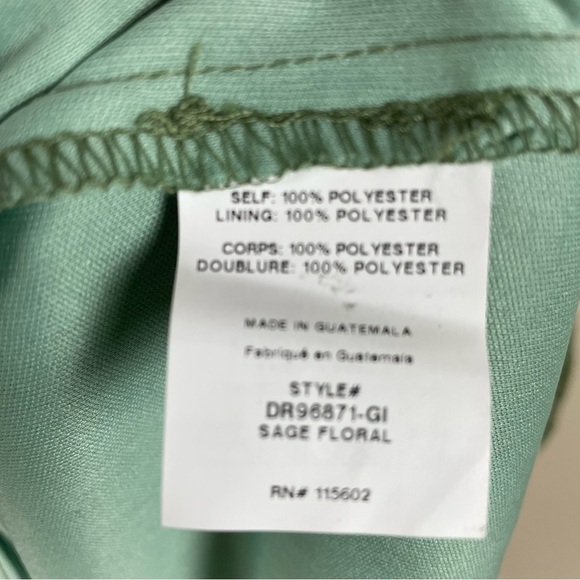 SELF: 100% POLYESTER
LINING: 100% POLYESTER
CORPS: 100% POLYESTER
DOUBLURE: 100% POLYESTER
MADE IN GUATEMALA
Fabriqué en Guatemala
STYLE#
DR96871-GI
SAGE FLORAL
RN# 115602